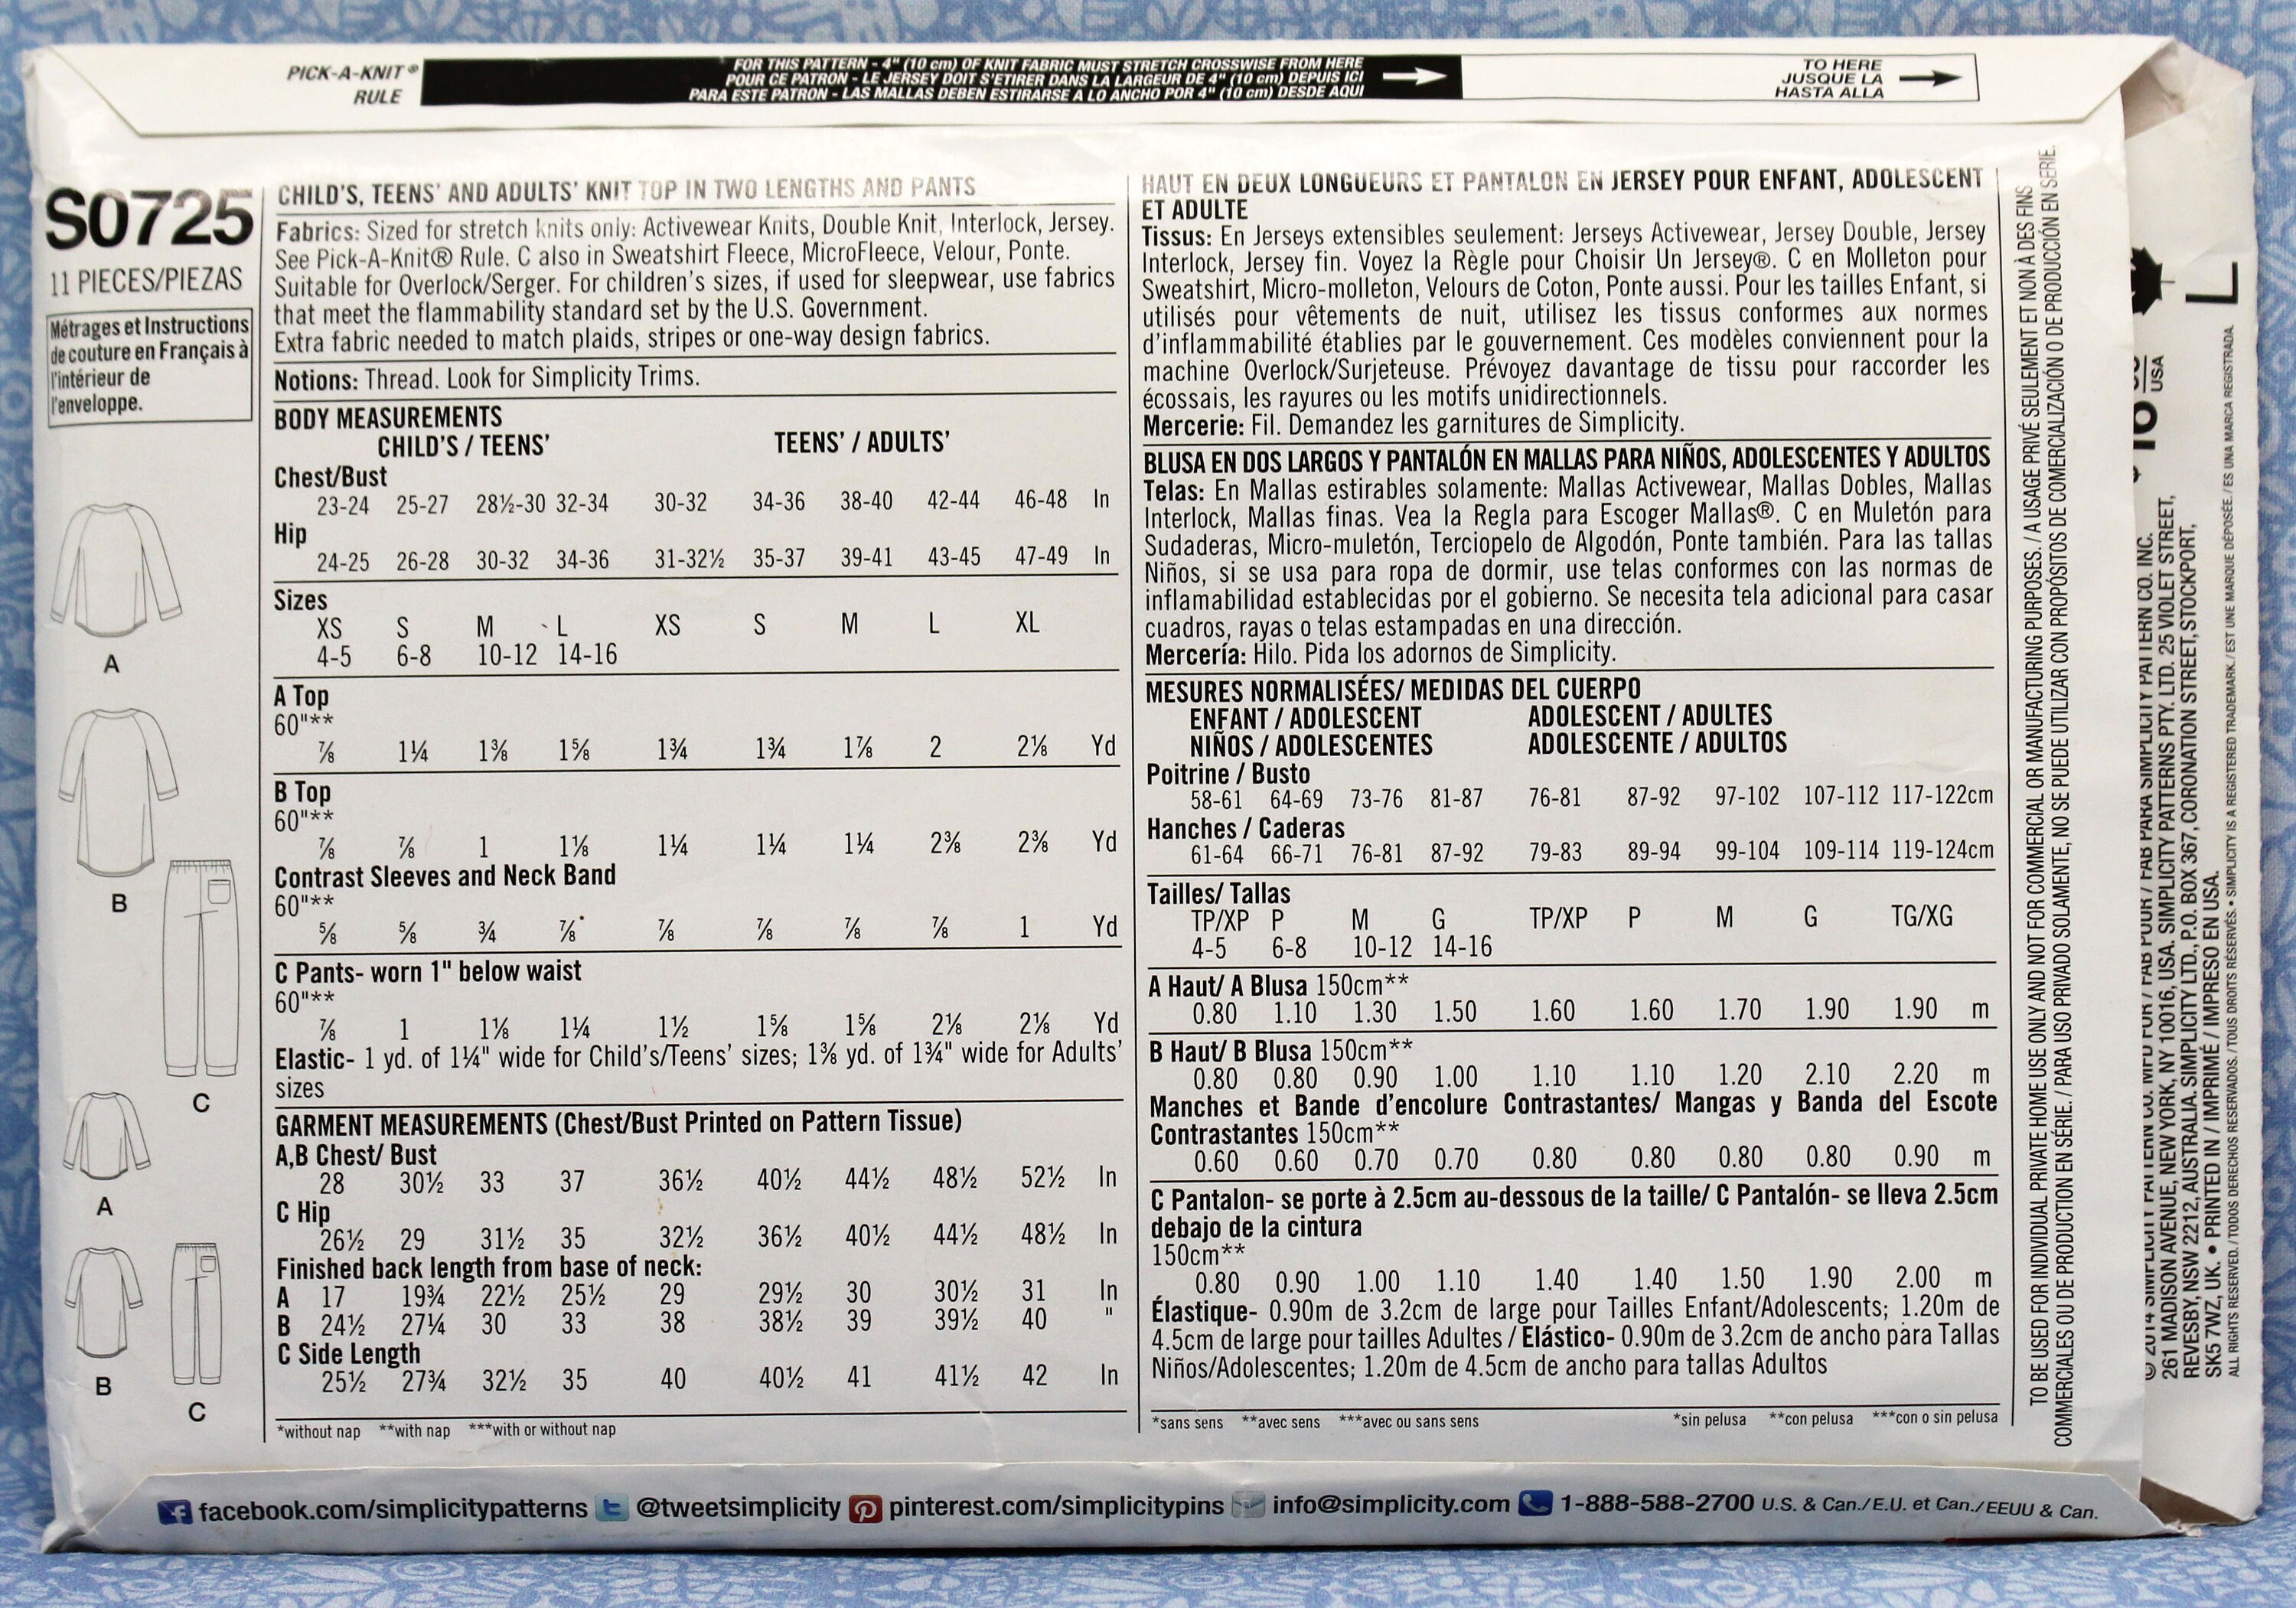 PICK-A-KNIT®
RULE
FOR THIS PATTERN - 4" (10 cm) OF KNIT FABRIC MUST STRETCH CROSSWISE FROM HERE
POUR CE PATRON - LE JERSEY DOIT S'ETIRER DANS LA LARGEUR DE 4" (10 cm) DEPUIS ICI
PARA ESTE PATRON - LAS MALLAS DEBEN ESTIRARSE A LO ANCHO POR 4" (10 cm) DESDE AQUI
TO HERE
JUSQUE LA
HASTA ALLA
S0725
11 PIECES/PIEZAS
Métrages et Instructions
de couture en Français à
l'intérieur de
l'enveloppe.
A
B
C
A
B
C
CHILD'S, TEENS' AND ADULTS' KNIT TOP IN TWO LENGTHS AND PANTS
Fabrics: Sized for stretch knits only: Activewear Knits, Double Knit, Interlock, Jersey.
See Pick-A-Knit® Rule. C also in Sweatshirt Fleece, MicroFleece, Velour, Ponte.
Suitable for Overlock/Serger. For children's sizes, if used for sleepwear, use fabrics
that meet the flammability standard set by the U.S. Government.
Extra fabric needed to match plaids, stripes or one-way design fabrics.
Notions: Thread. Look for Simplicity Trims.
BODY MEASUREMENTS
CHILD'S / TEENS' TEENS' / ADULTS'
Chest/Bust
23-24 25-27 28½-30 32-34 30-32 34-36 38-40 42-44 46-48 In
Hip
24-25 26-28 30-32 34-36 31-32½ 35-37 39-41 43-45 47-49 In
Sizes
XS S M L XS S M L XL
4-5 6-8 10-12 14-16
A Top
60"**
⅞ 1¼ 1⅜ 1⅝ 1¾ 1¾ 1⅞ 2 2⅛ Yd
B Top
60"**
⅞ ⅞ 1 1⅛ 1¼ 1¼ 1¼ 2⅜ 2⅜ Yd
Contrast Sleeves and Neck Band
60"**
⅝ ⅝ ¾ ⅞ ⅞ ⅞ ⅞ ⅞ 1 Yd
C Pants- worn 1" below waist
60"**
⅞ 1 1⅛ 1¼ 1½ 1⅝ 1⅝ 2⅛ 2⅛ Yd
Elastic- 1 yd. of 1¼" wide for Child's/Teens' sizes; 1⅜ yd. of 1¾" wide for Adults'
sizes
GARMENT MEASUREMENTS (Chest/Bust Printed on Pattern Tissue)
A,B Chest/ Bust
28 30½ 33 37 36½ 40½ 44½ 48½ 52½ In
C Hip
26½ 29 31½ 35 32½ 36½ 40½ 44½ 48½ In
Finished back length from base of neck:
A 17 19¾ 22½ 25½ 29 29½ 30 30½ 31 In
B 24½ 27¼ 30 33 38 38½ 39 39½ 40 "
C Side Length
25½ 27¾ 32½ 35 40 40½ 41 41½ 42 In
*without nap **with nap ***with or without nap
HAUT EN DEUX LONGUEURS ET PANTALON EN JERSEY POUR ENFANT, ADOLESCENT
ET ADULTE
Tissus: En Jerseys extensibles seulement: Jerseys Activewear, Jersey Double, Jersey
Interlock, Jersey fin. Voyez la Règle pour Choisir Un Jersey®. C en Molleton pour
Sweatshirt, Micro-molleton, Velours de Coton, Ponte aussi. Pour les tailles Enfant, si
utilisés pour vêtements de nuit, utilisez les tissus conformes aux normes
d'inflammabilité établies par le gouvernement. Ces modèles conviennent pour la
machine Overlock/Surjeteuse. Prévoyez davantage de tissu pour raccorder les
écossais, les rayures ou les motifs unidirectionnels.
Mercerie: Fil. Demandez les garnitures de Simplicity.
BLUSA EN DOS LARGOS Y PANTALÓN EN MALLAS PARA NIÑOS, ADOLESCENTES Y ADULTOS
Telas: En Mallas estirables solamente: Mallas Activewear, Mallas Dobles, Mallas
Interlock, Mallas finas. Vea la Regla para Escoger Mallas®. C en Muletón para
Sudaderas, Micro-muletón, Terciopelo de Algodón, Ponte también. Para las tallas
Niños, si se usa para ropa de dormir, use telas conformes con las normas de
inflamabilidad establecidas por el gobierno. Se necesita tela adicional para casar
cuadros, rayas o telas estampadas en una dirección.
Mercería: Hilo. Pida los adornos de Simplicity.
MESURES NORMALISÉES/ MEDIDAS DEL CUERPO
ENFANT / ADOLESCENT ADOLESCENT / ADULTES
NIÑOS / ADOLESCENTES ADOLESCENTE / ADULTOS
Poitrine / Busto
58-61 64-69 73-76 81-87 76-81 87-92 97-102 107-112 117-122cm
Hanches / Caderas
61-64 66-71 76-81 87-92 79-83 89-94 99-104 109-114 119-124cm
Tailles/ Tallas
TP/XP P M G TP/XP P M G TG/XG
4-5 6-8 10-12 14-16
A Haut/ A Blusa 150cm**
0.80 1.10 1.30 1.50 1.60 1.60 1.70 1.90 1.90 m
B Haut/ B Blusa 150cm**
0.80 0.80 0.90 1.00 1.10 1.10 1.20 2.10 2.20 m
Manches et Bande d'encolure Contrastantes/ Mangas y Banda del Escote
Contrastantes 150cm**
0.60 0.60 0.70 0.70 0.80 0.80 0.80 0.80 0.90 m
C Pantalon- se porte à 2.5cm au-dessous de la taille/ C Pantalón- se lleva 2.5cm
debajo de la cintura
150cm**
0.80 0.90 1.00 1.10 1.40 1.40 1.50 1.90 2.00 m
Élastique- 0.90m de 3.2cm de large pour Tailles Enfant/Adolescents; 1.20m de
4.5cm de large pour tailles Adultes / Elástico- 0.90m de 3.2cm de ancho para Tallas
Niños/Adolescentes; 1.20m de 4.5cm de ancho para tallas Adultos
*sans sens **avec sens ***avec ou sans sens *sin pelusa **con pelusa ***con o sin pelusa
TO BE USED FOR INDIVIDUAL PRIVATE HOME USE ONLY AND NOT FOR COMMERCIAL OR MANUFACTURING PURPOSES. / A USAGE PRIVÉ SEULEMENT ET NON À DES FINS
COMMERCIALES OU DE PRODUCTION EN SÉRIE. / PARA USO PRIVADO SOLAMENTE, NO SE PUEDE UTILIZAR CON PROPÓSITOS DE COMERCIALIZACIÓN O DE PRODUCCIÓN EN SERIE.
© 2014 SIMPLICITY PATTERN CO. MFD FOR / FAB POUR / FAB PARA SIMPLICITY PATTERN CO. INC.
261 MADISON AVENUE, NEW YORK, NY 10016, USA. SIMPLICITY PATTERNS PTY. LTD. 25 VIOLET STREET,
REVESBY, NSW 2212, AUSTRALIA. SIMPLICITY LTD., P.O. BOX 367, CORONATION STREET, STOCKPORT,
SK5 7WZ, UK. • PRINTED IN / IMPRIMÉ / IMPRESO EN USA.
ALL RIGHTS RESERVED. / TODOS DERECHOS RESERVADOS. / TOUS DROITS RÉSERVÉS. • SIMPLICITY IS A REGISTERED TRADEMARK. / EST UNE MARQUE DÉPOSÉE. / ES UNA MARCA REGISTRADA.
USA
facebook.com/simplicitypatterns @tweetsimplicity pinterest.com/simplicitypins info@simplicity.com 1-888-588-2700 U.S. & Can./E.U. et Can./EEUU & Can.